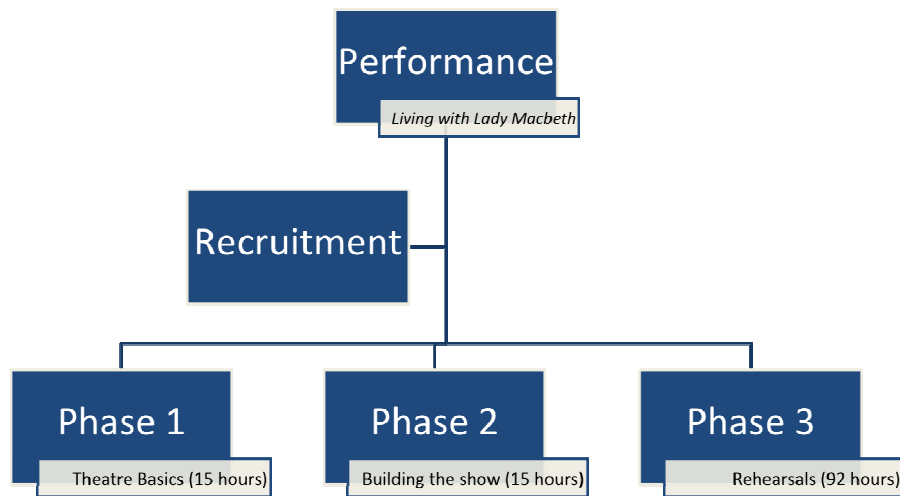 Performance
Living with Lady Macbeth
Recruitment
Phase 1
Theatre Basics (15 hours)
Phase 2
Building the show (15 hours)
Phase 3
Rehearsals (92 hours)